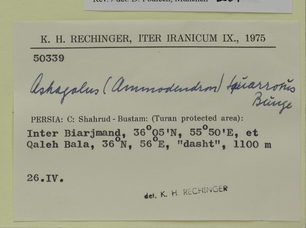 K. H. RECHINGER, ITER IRANICUM IX., 1975
50339
Astragalus (Ammodendron) squarrosus
Bunge
PERSIA: C: Shahrud - Bustam: (Turan protected area):
Inter Biarjmand, 36°05'N, 55°50'E, et
Qaleh Bala, 36°N, 56°E, "dasht", 1100 m
26.IV.
det. K. H. RECHINGER